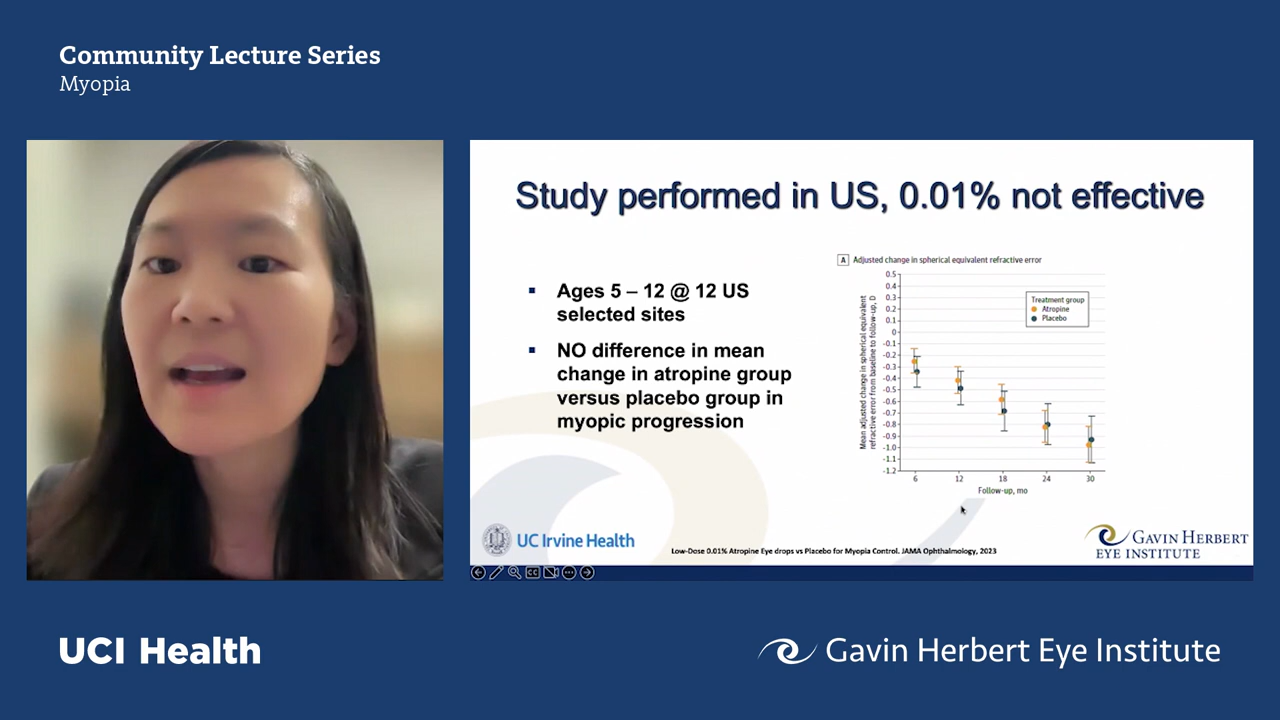 Community Lecture Series
Myopia
Study performed in US, 0.01% not effective
▪ Ages 5 – 12 @ 12 US
selected sites
▪ NO difference in mean
change in atropine group
versus placebo group in
myopic progression
A Adjusted change in spherical equivalent refractive error
Mean adjusted change in spherical equivalent
refractive error from baseline to follow-up, D
0.5
0.4
0.3
0.2
0.1
0
-0.1
-0.2
-0.3
-0.4
-0.5
-0.6
-0.7
-0.8
-0.9
-1.0
-1.1
-1.2
Treatment group
Atropine
Placebo
6 12 18 24 30
Follow-up, mo
UC Irvine Health
Low-Dose 0.01% Atropine Eye drops vs Placebo for Myopia Control. JAMA Ophthalmology, 2023
GAVIN HERBERT
EYE INSTITUTE
CC
UCI Health
Gavin Herbert Eye Institute